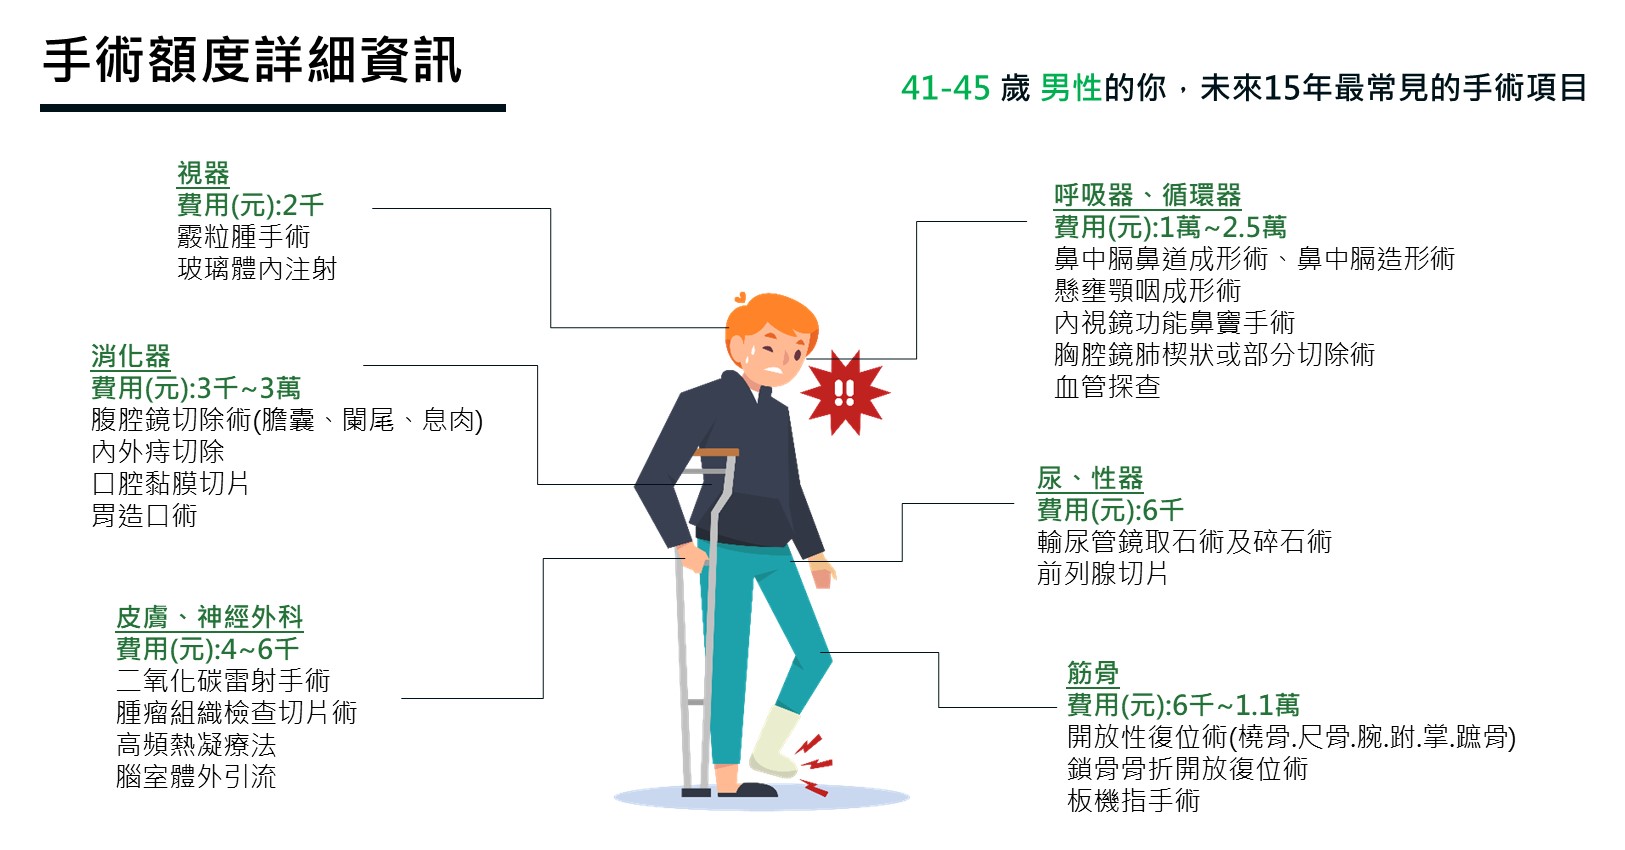 手術額度詳細資訊
41-45 歲 男性的你，未來15年最常見的手術項目
視器
費用(元):2千
霰粒腫手術
玻璃體內注射
消化器
費用(元):3千~3萬
腹腔鏡切除術(膽囊、闌尾、息肉)
內外痔切除
口腔黏膜切片
胃造口術
皮膚、神經外科
費用(元):4~6千
二氧化碳雷射手術
腫瘤組織檢查切片術
高頻熱凝療法
腦室體外引流
呼吸器、循環器
費用(元):1萬~2.5萬
鼻中膈鼻道成形術、鼻中膈造形術
懸壅顎咽成形術
內視鏡功能鼻竇手術
胸腔鏡肺楔狀或部分切除術
血管探查
!!
尿、性器
費用(元):6千
輸尿管鏡取石術及碎石術
前列腺切片
筋骨
費用(元):6千~1.1萬
開放性復位術(橈骨.尺骨.腕.跗.掌.蹠骨)
鎖骨骨折開放復位術
板機指手術